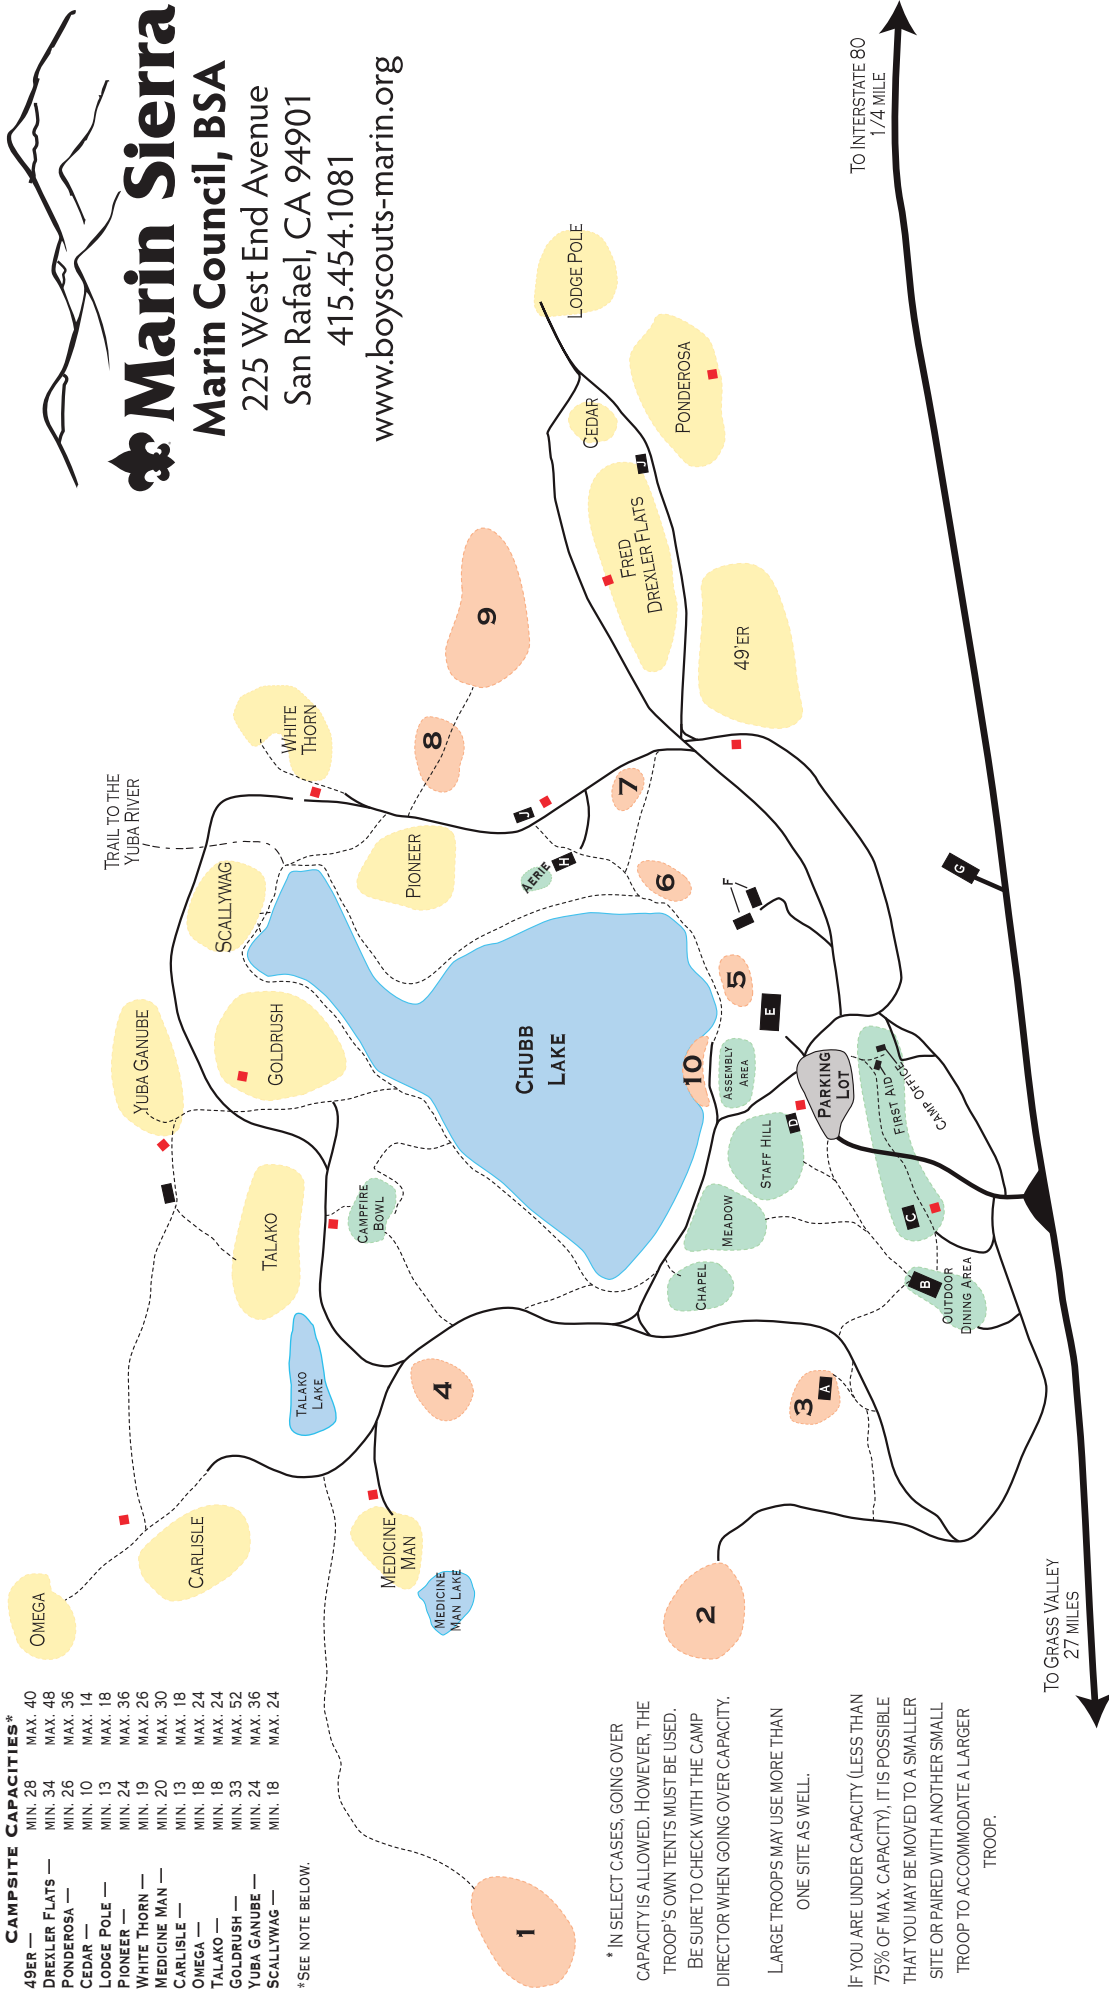 Marin Sierra
Marin Council, BSA
225 West End Avenue
San Rafael, CA 94901
415.454.1081
www.boyscouts-marin.org
CAMPSITE CAPACITIES*
49ER — MIN. 28 MAX. 40
DREXLER FLATS — MIN. 34 MAX. 48
PONDEROSA — MIN. 26 MAX. 36
CEDAR — MIN. 10 MAX. 14
LODGE POLE — MIN. 13 MAX. 18
PIONEER — MIN. 24 MAX. 36
WHITE THORN — MIN. 19 MAX. 26
MEDICINE MAN — MIN. 20 MAX. 30
CARLISLE — MIN. 13 MAX. 18
OMEGA — MIN. 18 MAX. 24
TALAKO — MIN. 18 MAX. 24
GOLDRUSH — MIN. 33 MAX. 52
YUBA GANUBE — MIN. 24 MAX. 36
SCALLYWAG — MIN. 18 MAX. 24
*SEE NOTE BELOW.
OMEGA
CARLISLE
TALAKO
LAKE
TALAKO
YUBA GANUBE
GOLDRUSH
SCALLYWAG
TRAIL TO THE
YUBA RIVER
WHITE
THORN
PIONEER
8
9
MEDICINE
MAN
MEDICINE
MAN LAKE
4
CAMPFIRE
BOWL
CHUBB
LAKE
AERIE
H
J
7
6
LODGE POLE
CEDAR
FRED
DREXLER FLATS
J
PONDEROSA
49'ER
1
2
3
A
CHAPEL
MEADOW
STAFF HILL
D
10
ASSEMBLY
AREA
5
E
F
PARKING
LOT
FIRST AID
CAMP OFFICE
C
B
OUTDOOR
DINING AREA
G
TO INTERSTATE 80
1/4 MILE
TO GRASS VALLEY
27 MILES
* IN SELECT CASES, GOING OVER
CAPACITY IS ALLOWED. HOWEVER, THE
TROOP'S OWN TENTS MUST BE USED.
BE SURE TO CHECK WITH THE CAMP
DIRECTOR WHEN GOING OVER CAPACITY.
LARGE TROOPS MAY USE MORE THAN
ONE SITE AS WELL.
IF YOU ARE UNDER CAPACITY (LESS THAN
75% OF MAX. CAPACITY), IT IS POSSIBLE
THAT YOU MAY BE MOVED TO A SMALLER
SITE OR PAIRED WITH ANOTHER SMALL
TROOP TO ACCOMMODATE A LARGER
TROOP.